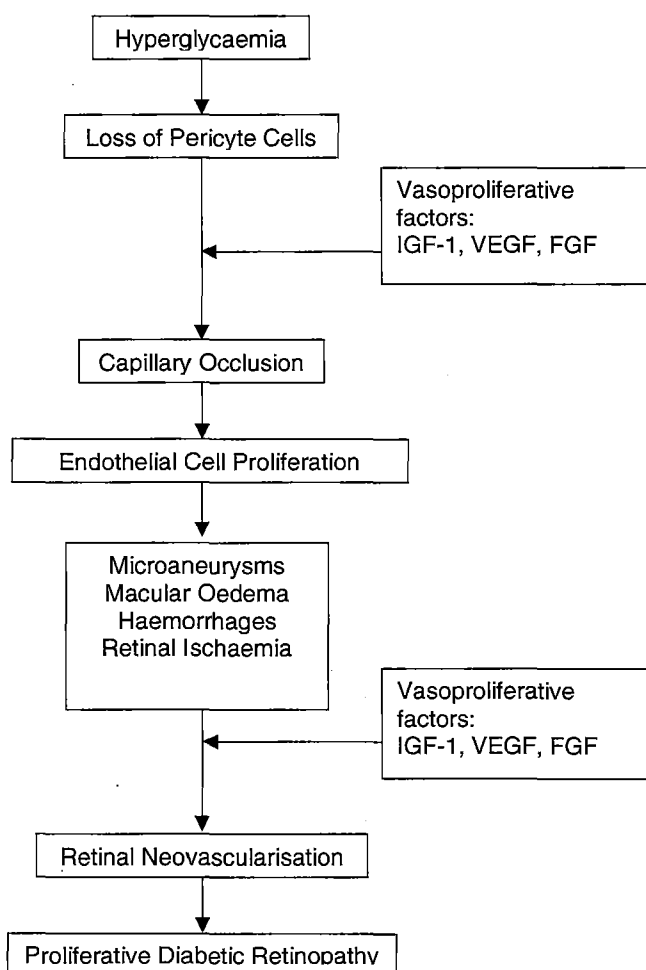 Hyperglycaemia
Loss of Pericyte Cells
Vasoproliferative
factors:
IGF-1, VEGF, FGF
Capillary Occlusion
Endothelial Cell Proliferation
Microaneurysms
Macular Oedema
Haemorrhages
Retinal Ischaemia
Vasoproliferative
factors:
IGF-1, VEGF, FGF
Retinal Neovascularisation
Proliferative Diabetic Retinopathy